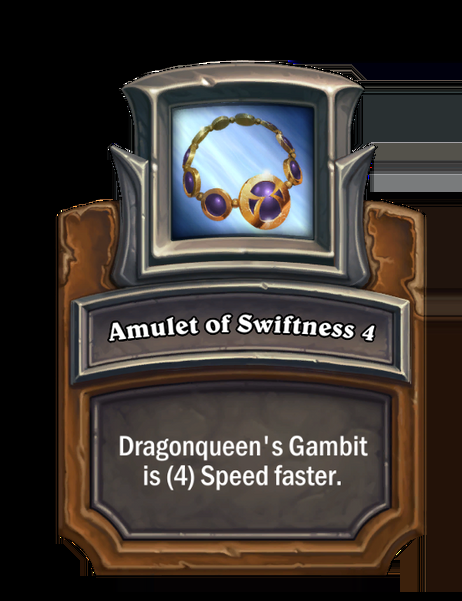 Amulet of Swiftness 4
Dragonqueen's Gambit
is (4) Speed faster.